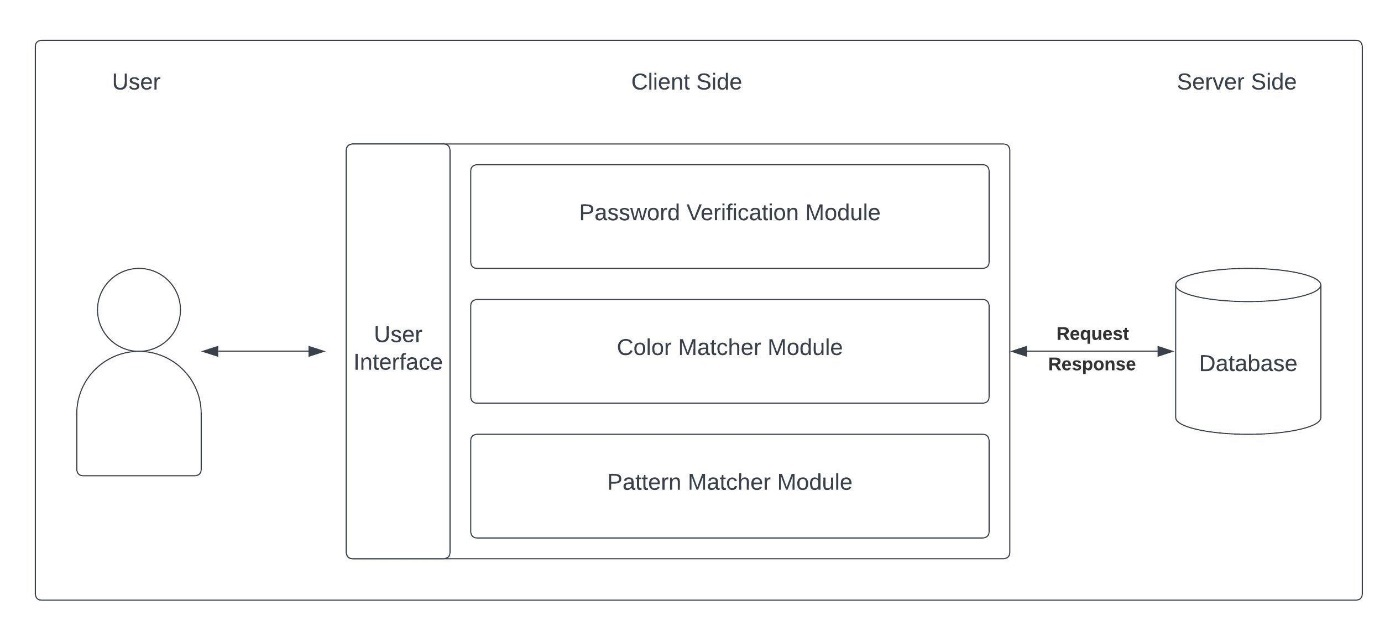 User
Client Side
Server Side
Password Verification Module
User
Interface
Color Matcher Module
Pattern Matcher Module
Request
Response
Database